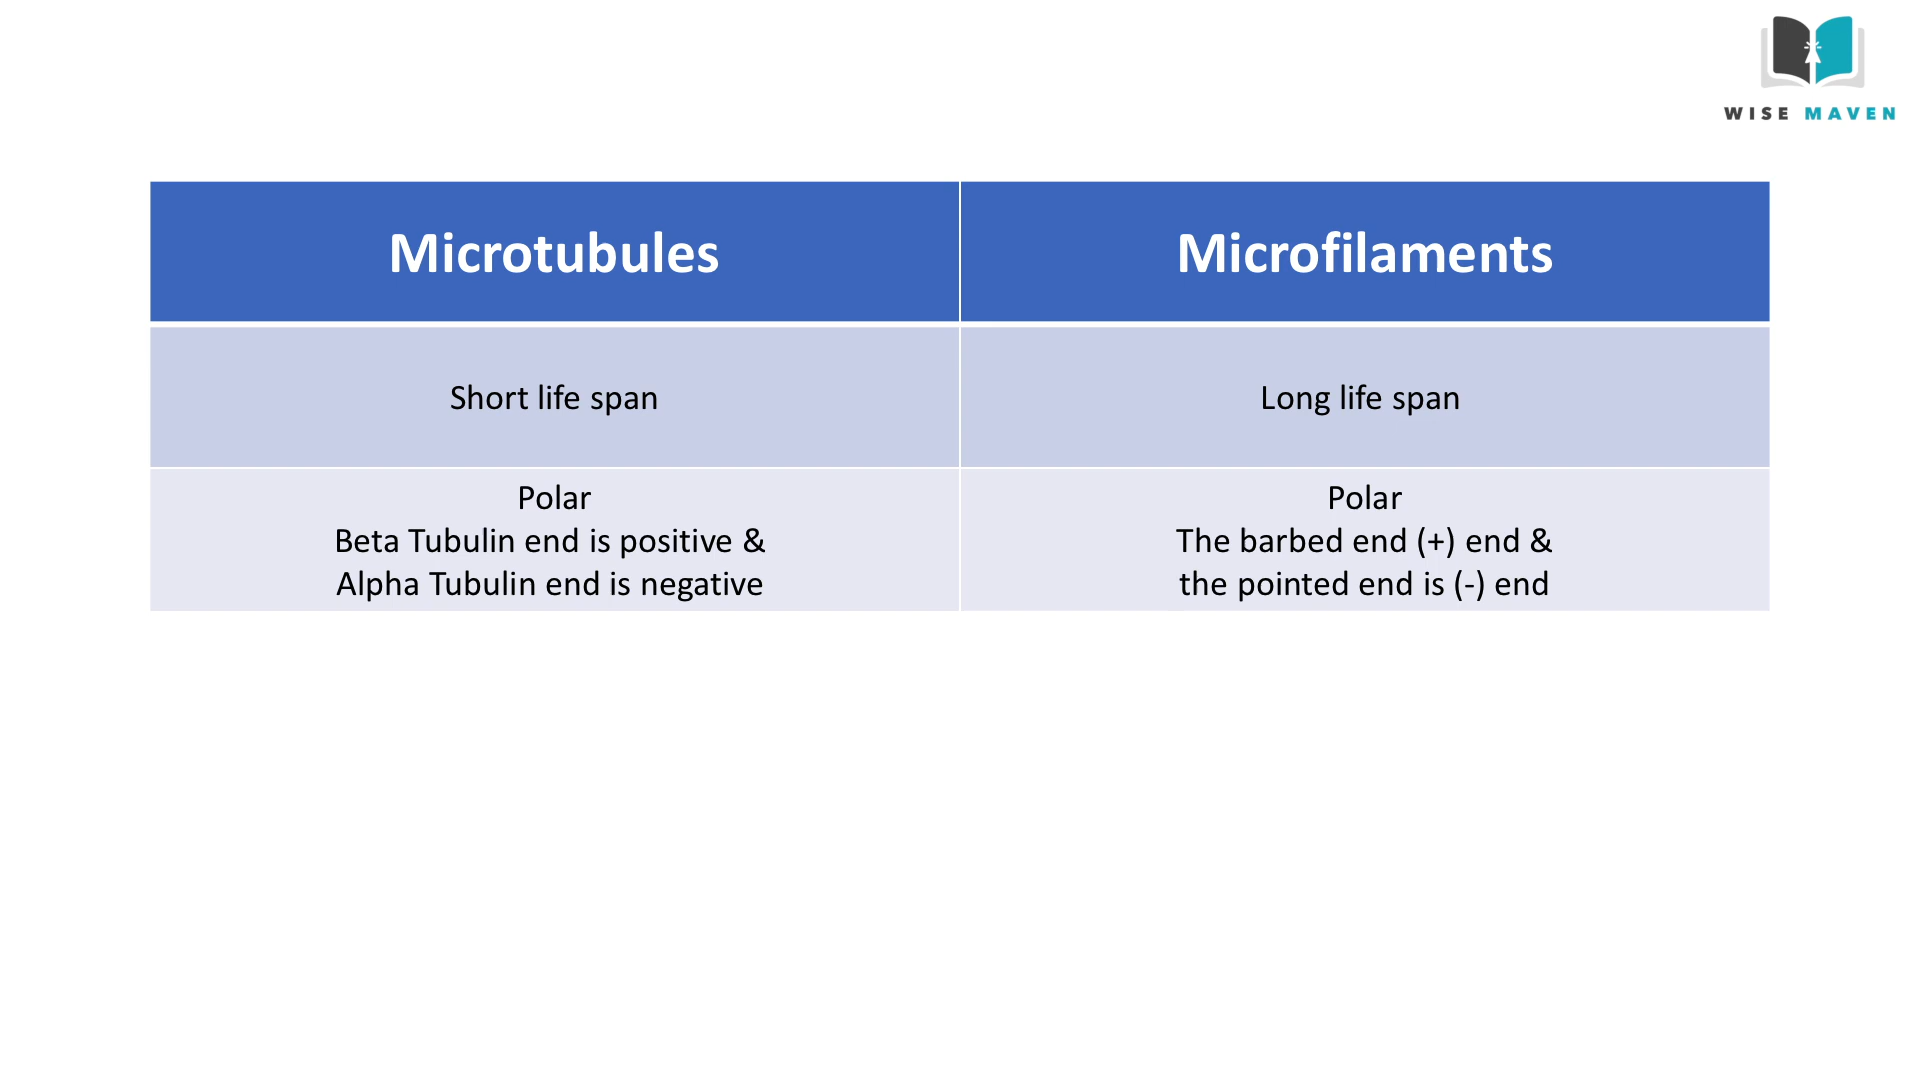 WISE MAVEN
Microtubules
Microfilaments
Short life span
Long life span
Polar
Beta Tubulin end is positive &
Alpha Tubulin end is negative
Polar
The barbed end (+) end &
the pointed end is (-) end